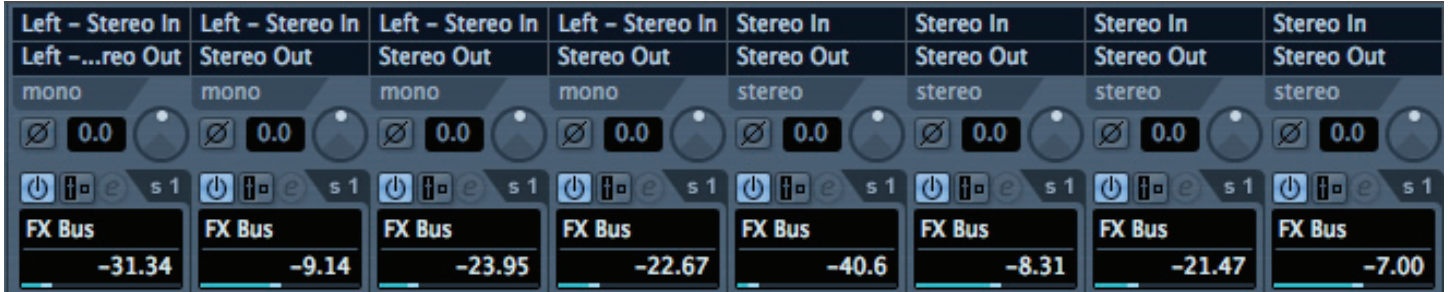 Left – Stereo In Left – Stereo In Left – Stereo In Left – Stereo In Stereo In Stereo In Stereo In Stereo In
Left –...reo Out Stereo Out Stereo Out Stereo Out Stereo Out Stereo Out Stereo Out Stereo Out
mono mono mono mono stereo stereo stereo stereo
0.0 0.0 0.0 0.0 0.0 0.0 0.0 0.0
e s 1 e s 1 e s 1 e s 1 e s 1 e s 1 e s 1 e s 1
FX Bus FX Bus FX Bus FX Bus FX Bus FX Bus FX Bus FX Bus
-31.34 -9.14 -23.95 -22.67 -40.6 -8.31 -21.47 -7.00